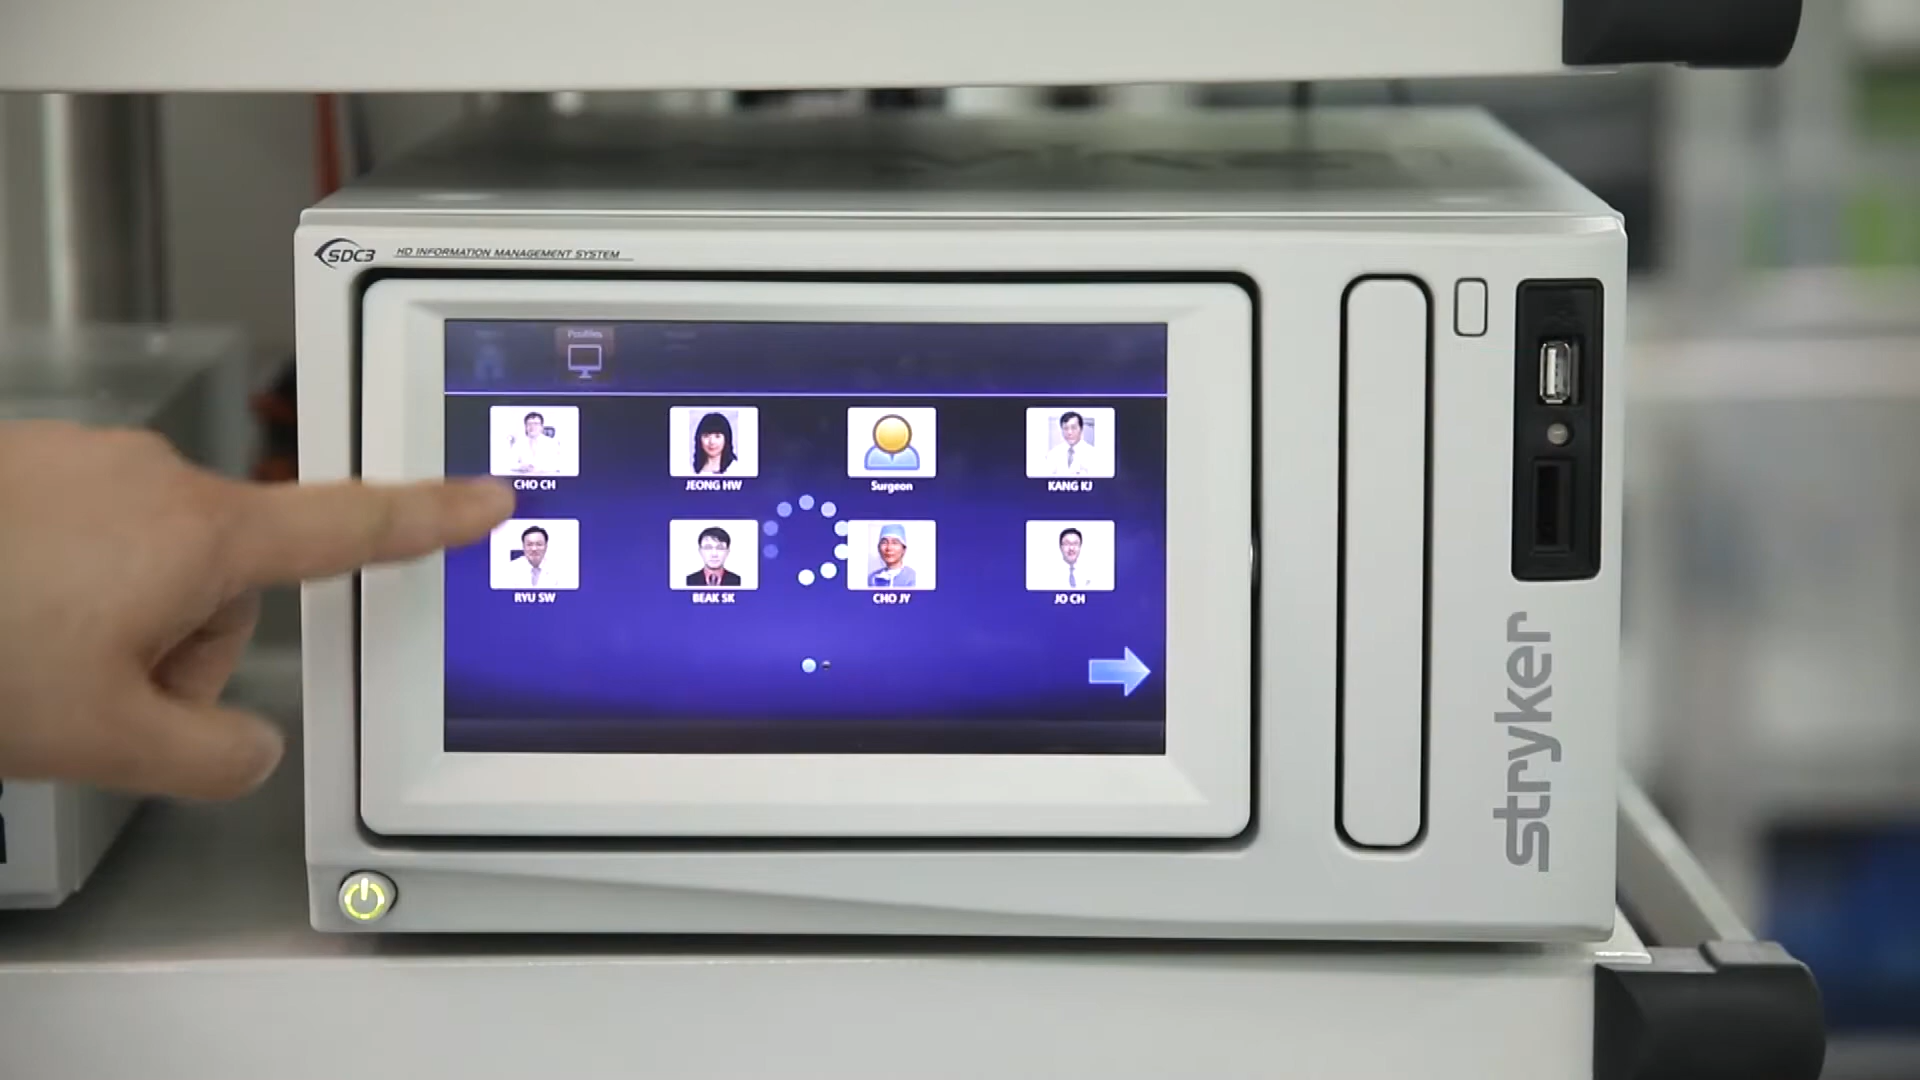 SDC3 HD INFORMATION MANAGEMENT SYSTEM
Profiles
CHO CH JEONG HW Surgeon KANG KJ
RYU SW BEAK SK CHO JY JO CH
stryker